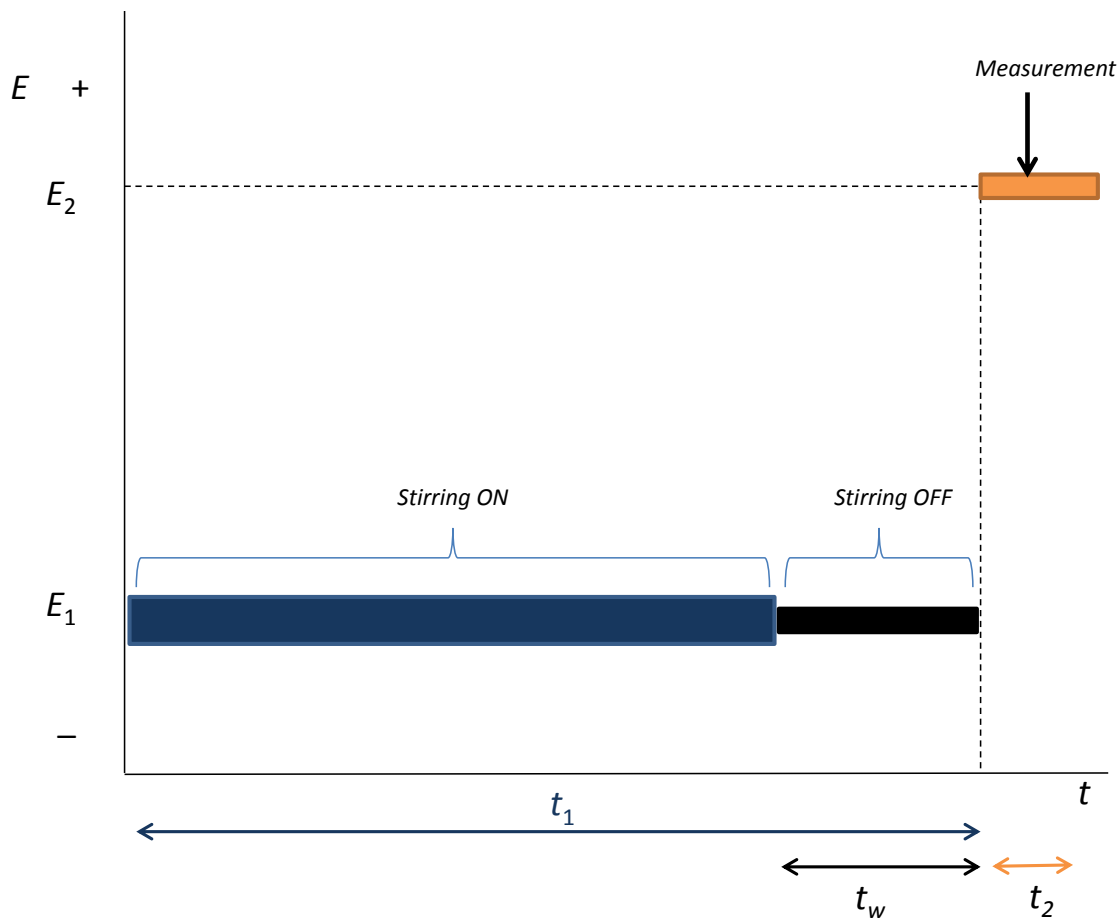 Measurement
E +
E2
Stirring ON
Stirring OFF
E1
–
t
t1
tw
t2